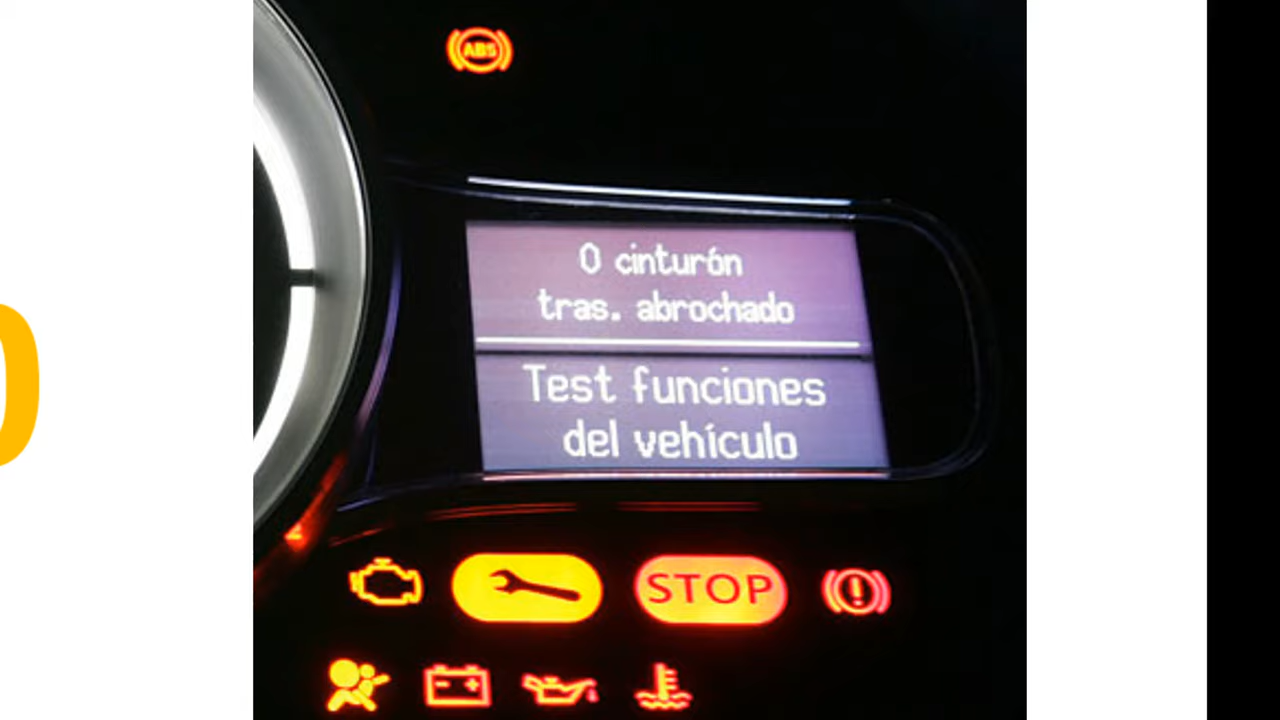 ABS
0 cinturón
tras. abrochado
Test funciones
del vehículo
STOP